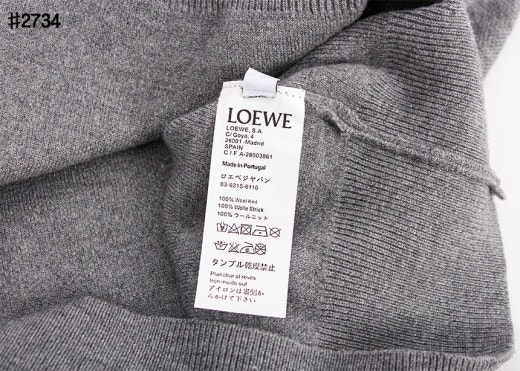 #2734
LOEWE
LOEWE, S.A.
C/ Goya, 4
28001-Madrid
SPAIN
C.I.F A-28003861
Made in Portugal
ロエベジャパン
03-6215-6116
100% Wool Knit
100% Wolle Strick
100% ウールニット
タンブル乾燥禁止
Planchar al revés
Iron inside out
アイロンは裏側か
らかけて下さい